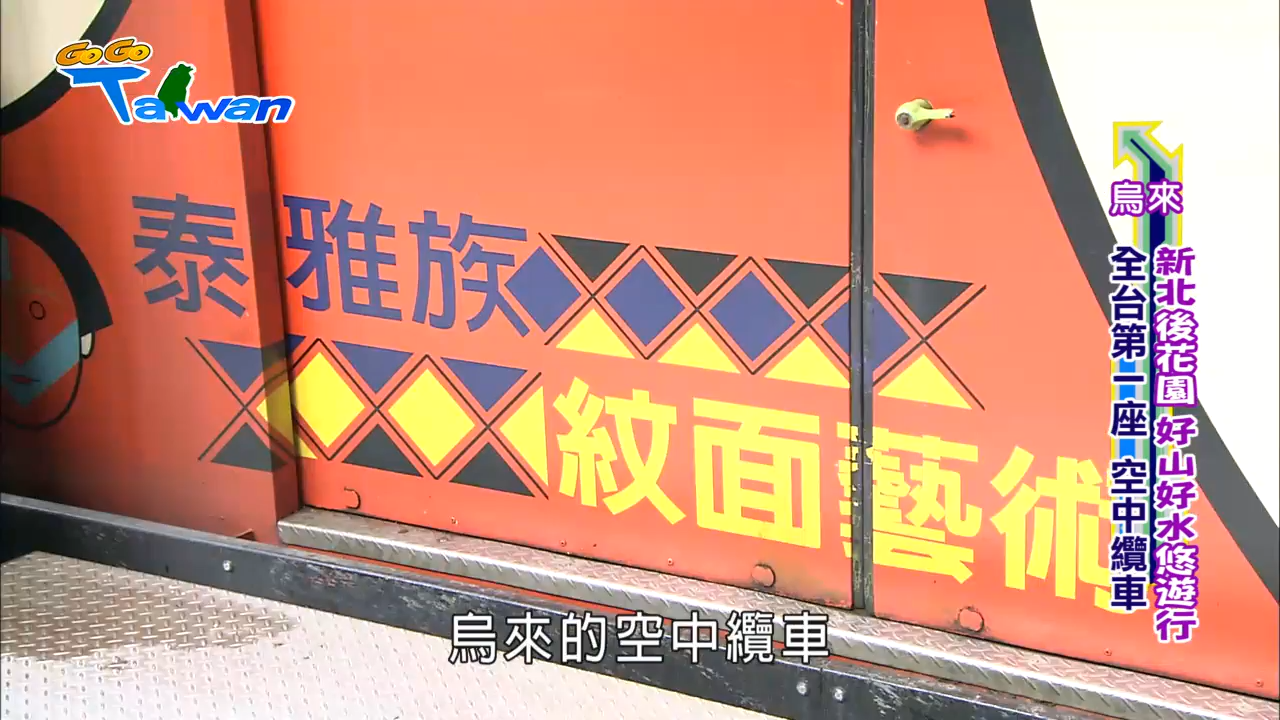 GoGo
Taiwan
泰雅族
紋面藝術
烏來
新北後花園 好山好水悠遊行
全台第一座 空中纜車
烏來的空中纜車